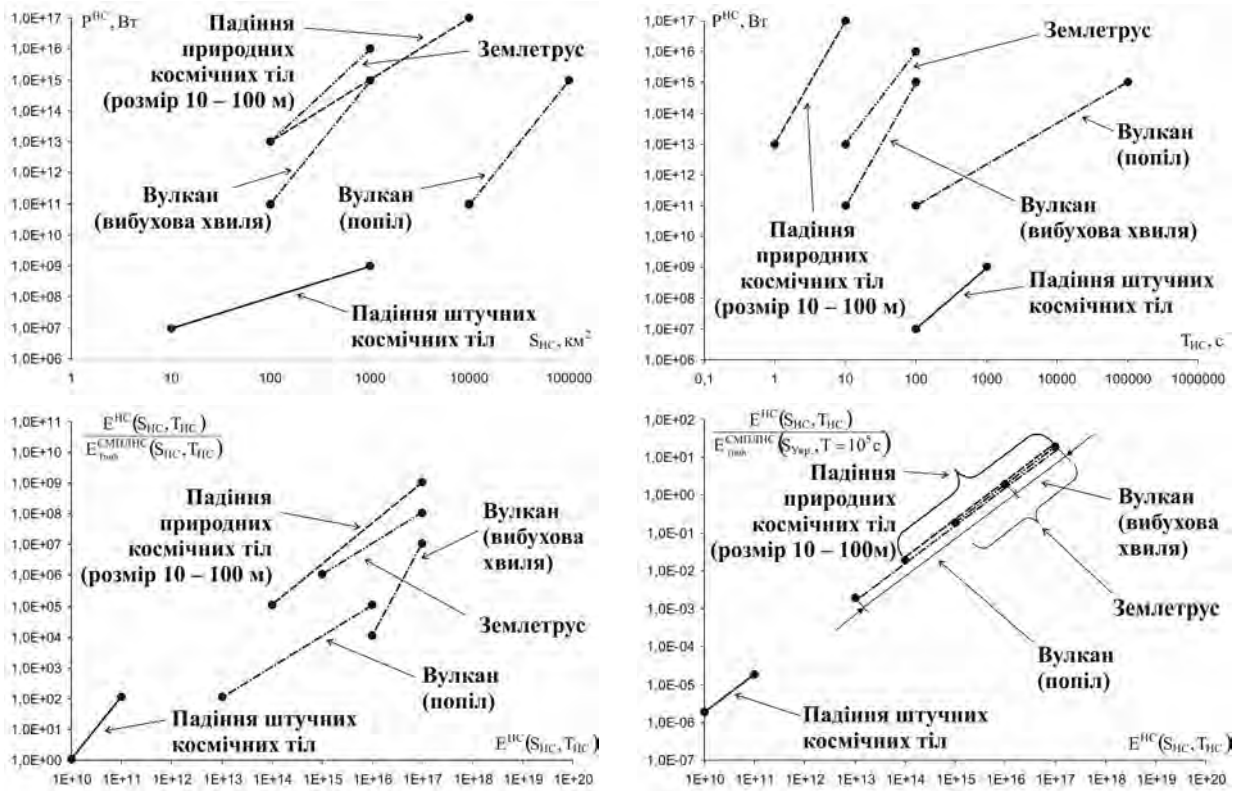 P^НС, Вт
1,0E+17
1,0E+16
1,0E+15
1,0E+14
1,0E+13
1,0E+12
1,0E+11
1,0E+10
1,0E+09
1,0E+08
1,0E+07
1,0E+06
Падіння
природних
космічних тіл
(розмір 10 – 100 м)
Землетрус
Вулкан
(вибухова хвиля)
Вулкан
(попіл)
Падіння штучних
космічних тіл
S_НС, км²
1 10 100 1000 10000 100000
P^НС, Вт
1,0E+17
1,0E+16
1,0E+15
1,0E+14
1,0E+13
1,0E+12
1,0E+11
1,0E+10
1,0E+09
1,0E+08
1,0E+07
1,0E+06
Землетрус
Вулкан
(попіл)
Вулкан
(вибухова хвиля)
Падіння
природних
космічних тіл
(розмір 10 – 100 м)
Падіння штучних
космічних тіл
T_НС, с
0,1 1 10 100 1000 10000 100000 1000000
E^НС(S_НС, T_НС)
(S_НС, T_НС)
1,0E+11
1,0E+10
1,0E+09
1,0E+08
1,0E+07
1,0E+06
1,0E+05
1,0E+04
1,0E+03
1,0E+02
1,0E+01
1,0E+00
Падіння
природних
космічних тіл
(розмір 10 – 100 м)
Вулкан
(вибухова
хвиля)
Землетрус
Вулкан
(попіл)
Падіння штучних
космічних тіл
E^НС(S_НС, T_НС)
1E+10 1E+11 1E+12 1E+13 1E+14 1E+15 1E+16 1E+17 1E+18 1E+19 1E+20
E^НС(S_НС, T_НС)
(S_Укр., T = 10⁵ с)
1,0E+02
1,0E+01
1,0E+00
1,0E-01
1,0E-02
1,0E-03
1,0E-04
1,0E-05
1,0E-06
1,0E-07
Падіння
природних
космічних тіл
(розмір 10 – 100м)
Вулкан
(вибухова
хвиля)
Землетрус
Вулкан
(попіл)
Падіння штучних
космічних тіл
E^НС(S_НС, T_НС)
1E+10 1E+11 1E+12 1E+13 1E+14 1E+15 1E+16 1E+17 1E+18 1E+19 1E+20